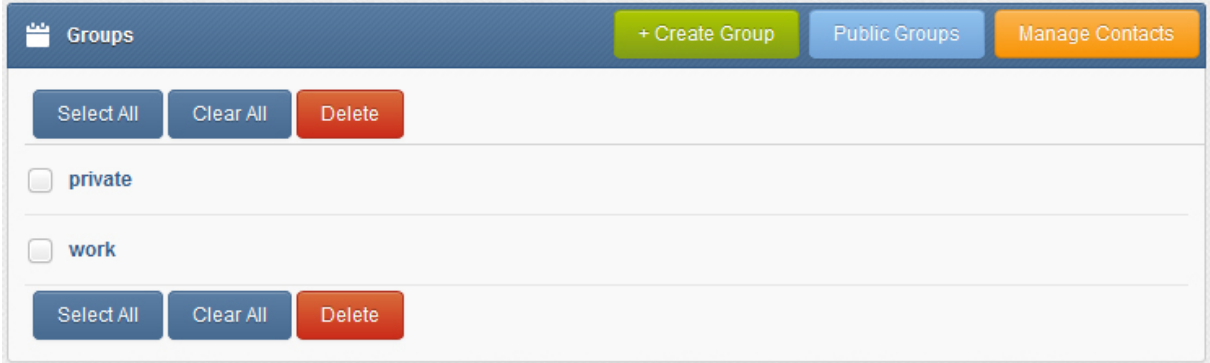 Groups + Create Group Public Groups Manage Contacts
Select All Clear All Delete
private
work
Select All Clear All Delete